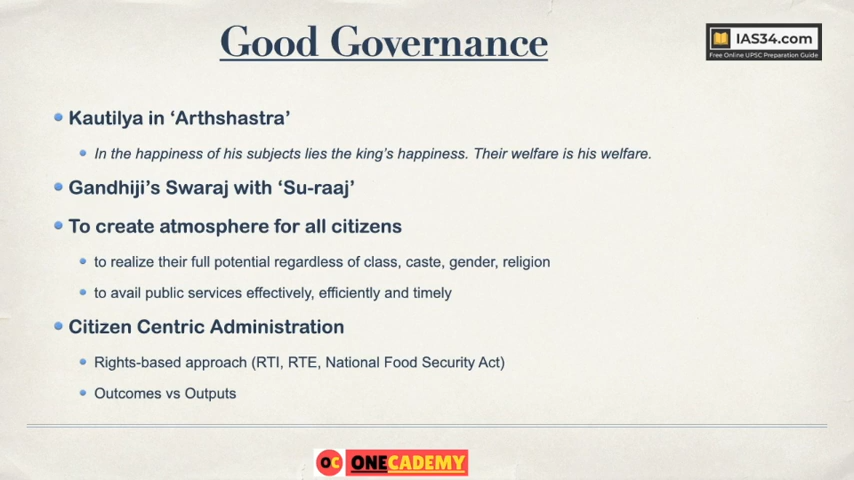 Good Governance
IAS34.com
Free Online UPSC Preparation Guide
Kautilya in ‘Arthshastra’
In the happiness of his subjects lies the king’s happiness. Their welfare is his welfare.
Gandhiji’s Swaraj with ‘Su-raaj’
To create atmosphere for all citizens
to realize their full potential regardless of class, caste, gender, religion
to avail public services effectively, efficiently and timely
Citizen Centric Administration
Rights-based approach (RTI, RTE, National Food Security Act)
Outcomes vs Outputs
OC ONECADEMY